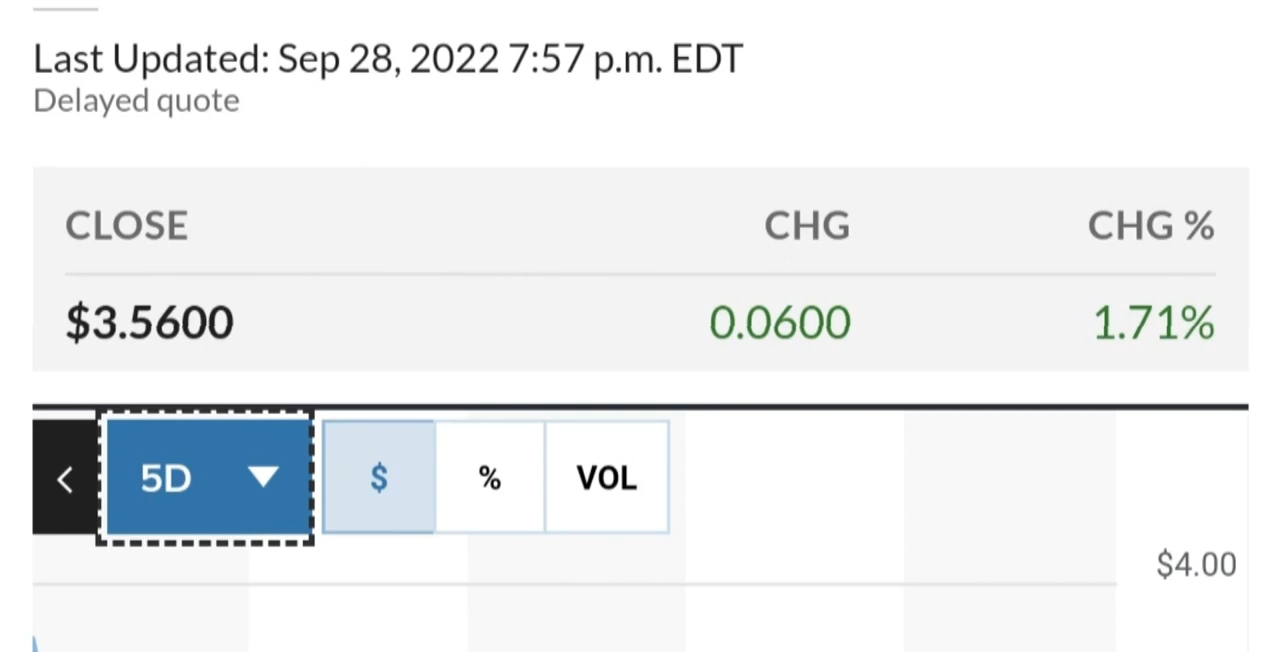 Last Updated: Sep 28, 2022 7:57 p.m. EDT
Delayed quote
CLOSE CHG CHG %
$3.5600 0.0600 1.71%
5D $ % VOL
$4.00